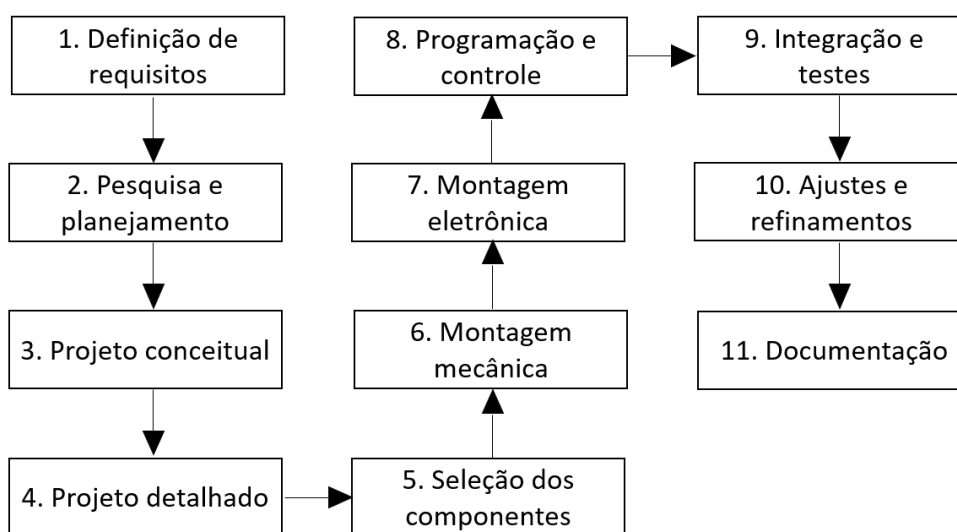 1. Definição de
requisitos
2. Pesquisa e
planejamento
3. Projeto conceitual
4. Projeto detalhado
5. Seleção dos
componentes
6. Montagem
mecânica
7. Montagem
eletrônica
8. Programação e
controle
9. Integração e
testes
10. Ajustes e
refinamentos
11. Documentação